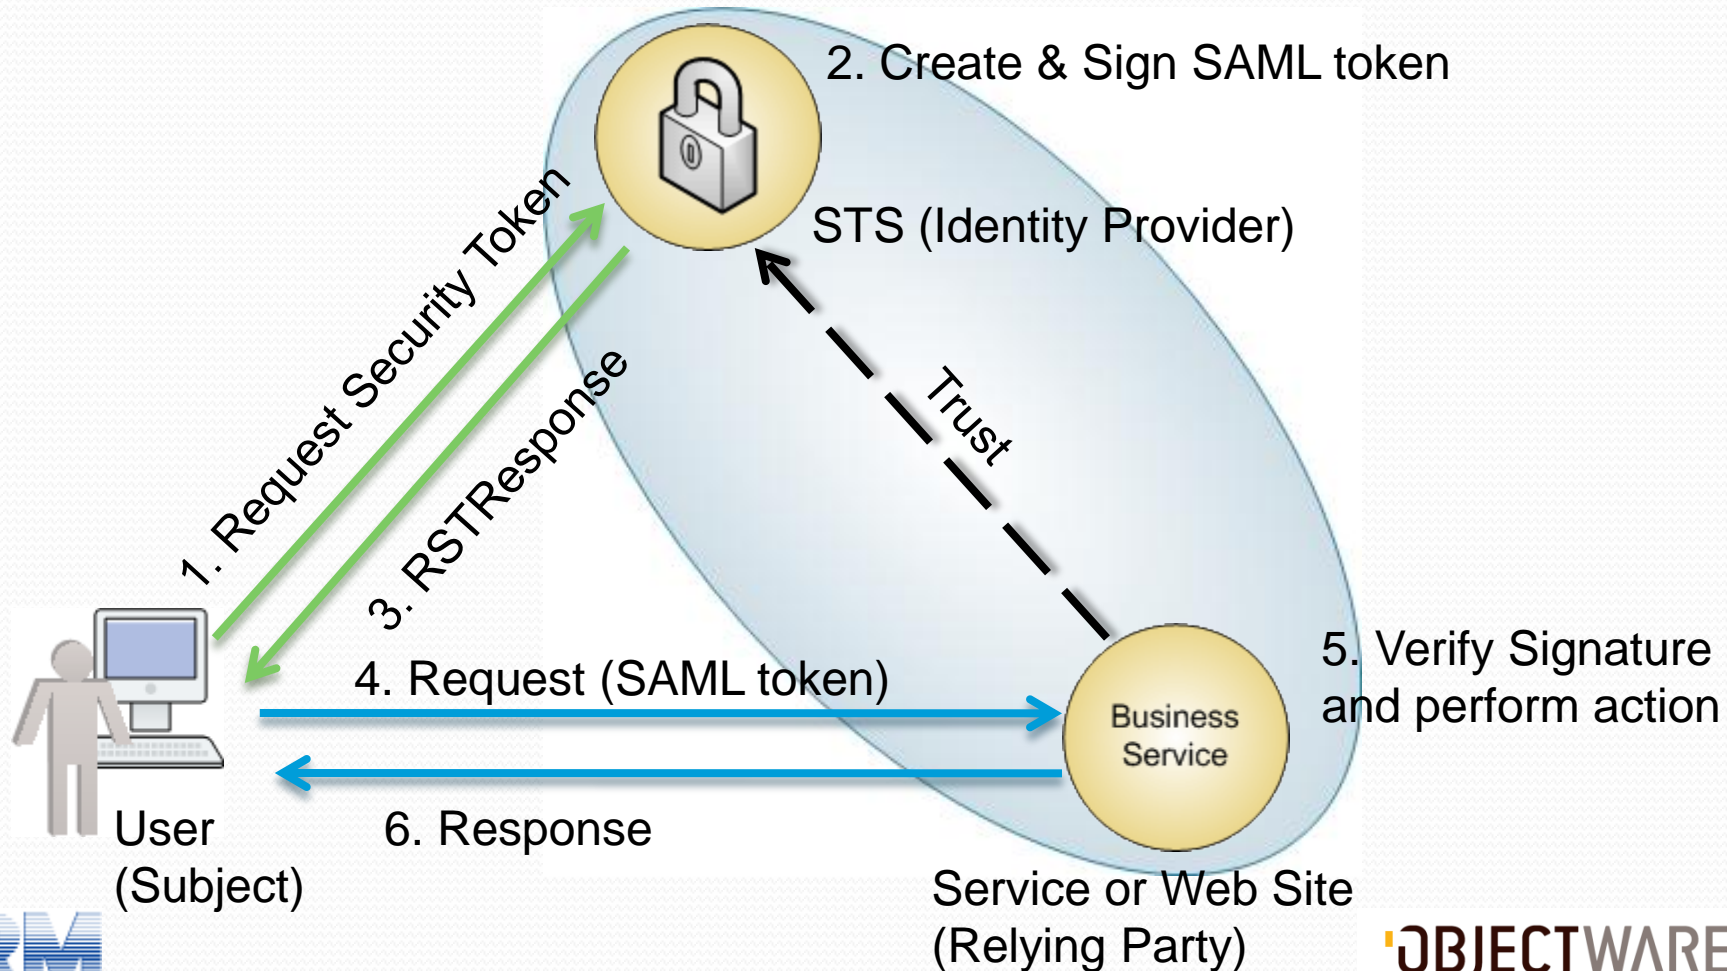 2. Create & Sign SAML token
STS (Identity Provider)
1. Request Security Token
3. RSTResponse
Trust
4. Request (SAML token)
5. Verify Signature
and perform action
Business
Service
6. Response
User
(Subject)
Service or Web Site
(Relying Party)
OBJECTWARE